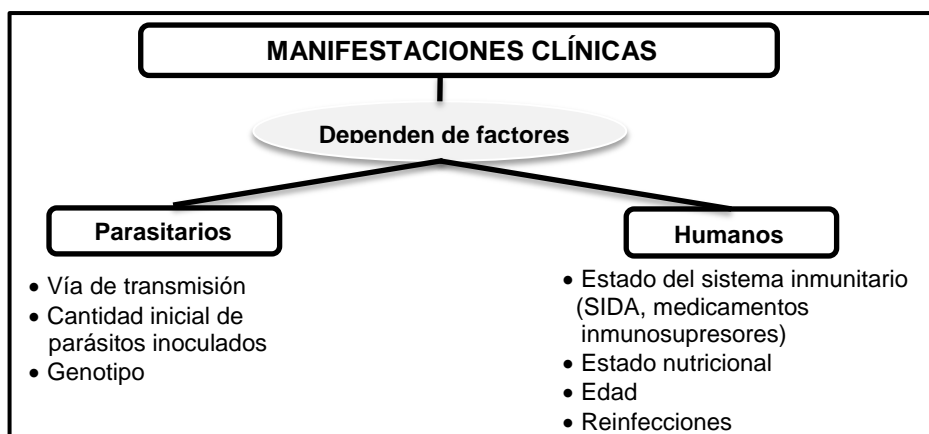 MANIFESTACIONES CLÍNICAS
Dependen de factores
Parasitarios
• Vía de transmisión
• Cantidad inicial de
parásitos inoculados
• Genotipo
Humanos
• Estado del sistema inmunitario
(SIDA, medicamentos
inmunosupresores)
• Estado nutricional
• Edad
• Reinfecciones